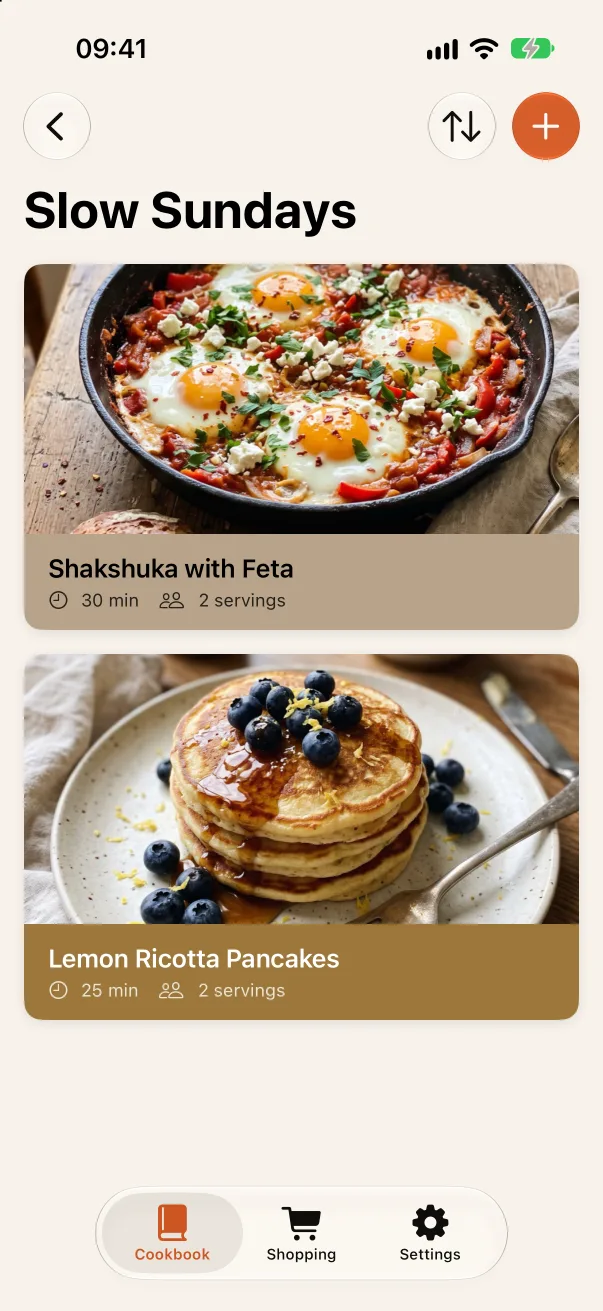 09:41
Slow Sundays
Shakshuka with Feta
30 min 2 servings
Lemon Ricotta Pancakes
25 min 2 servings
Cookbook Shopping Settings